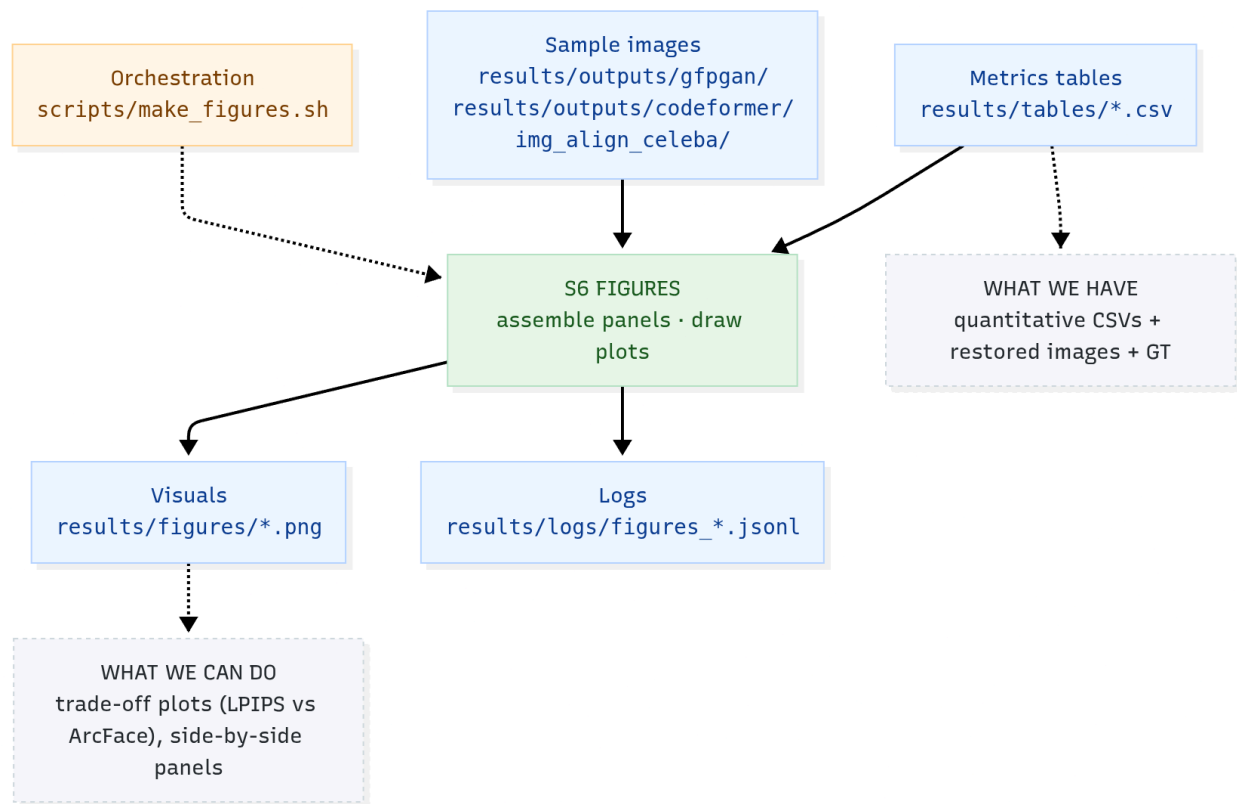 Orchestration
scripts/make_figures.sh
Sample images
results/outputs/gfpgan/
results/outputs/codeformer/
img_align_celeba/
Metrics tables
results/tables/*.csv
S6 FIGURES
assemble panels · draw
plots
WHAT WE HAVE
quantitative CSVs +
restored images + GT
Visuals
results/figures/*.png
Logs
results/logs/figures_*.jsonl
WHAT WE CAN DO
trade-off plots (LPIPS vs
ArcFace), side-by-side
panels